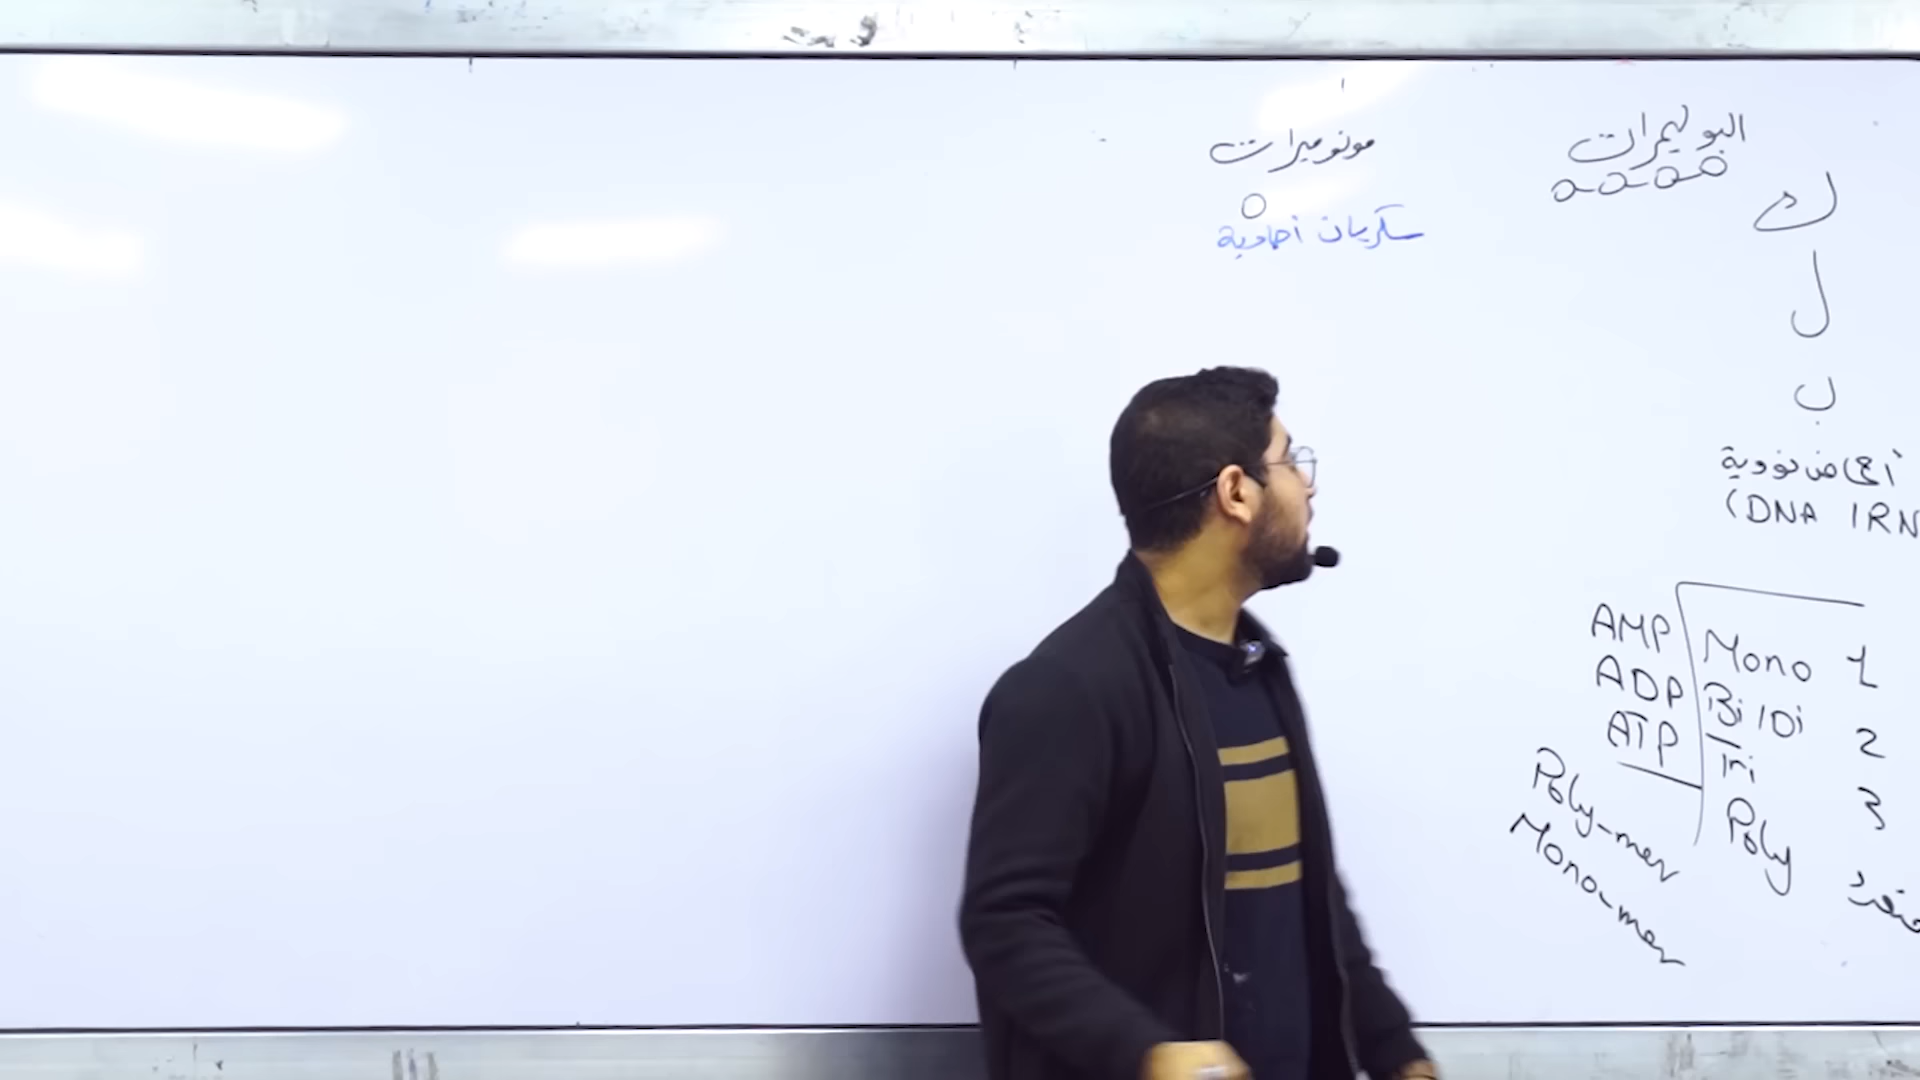 البوليمرات
مونوميرات
سكريات أحادية
ك
ل
ب
أحماض نووية
(DNA / RN
AMP Mono 1
ADP Bi / Di 2
ATP Tri 3
Poly
Poly-mer
Mono-mer